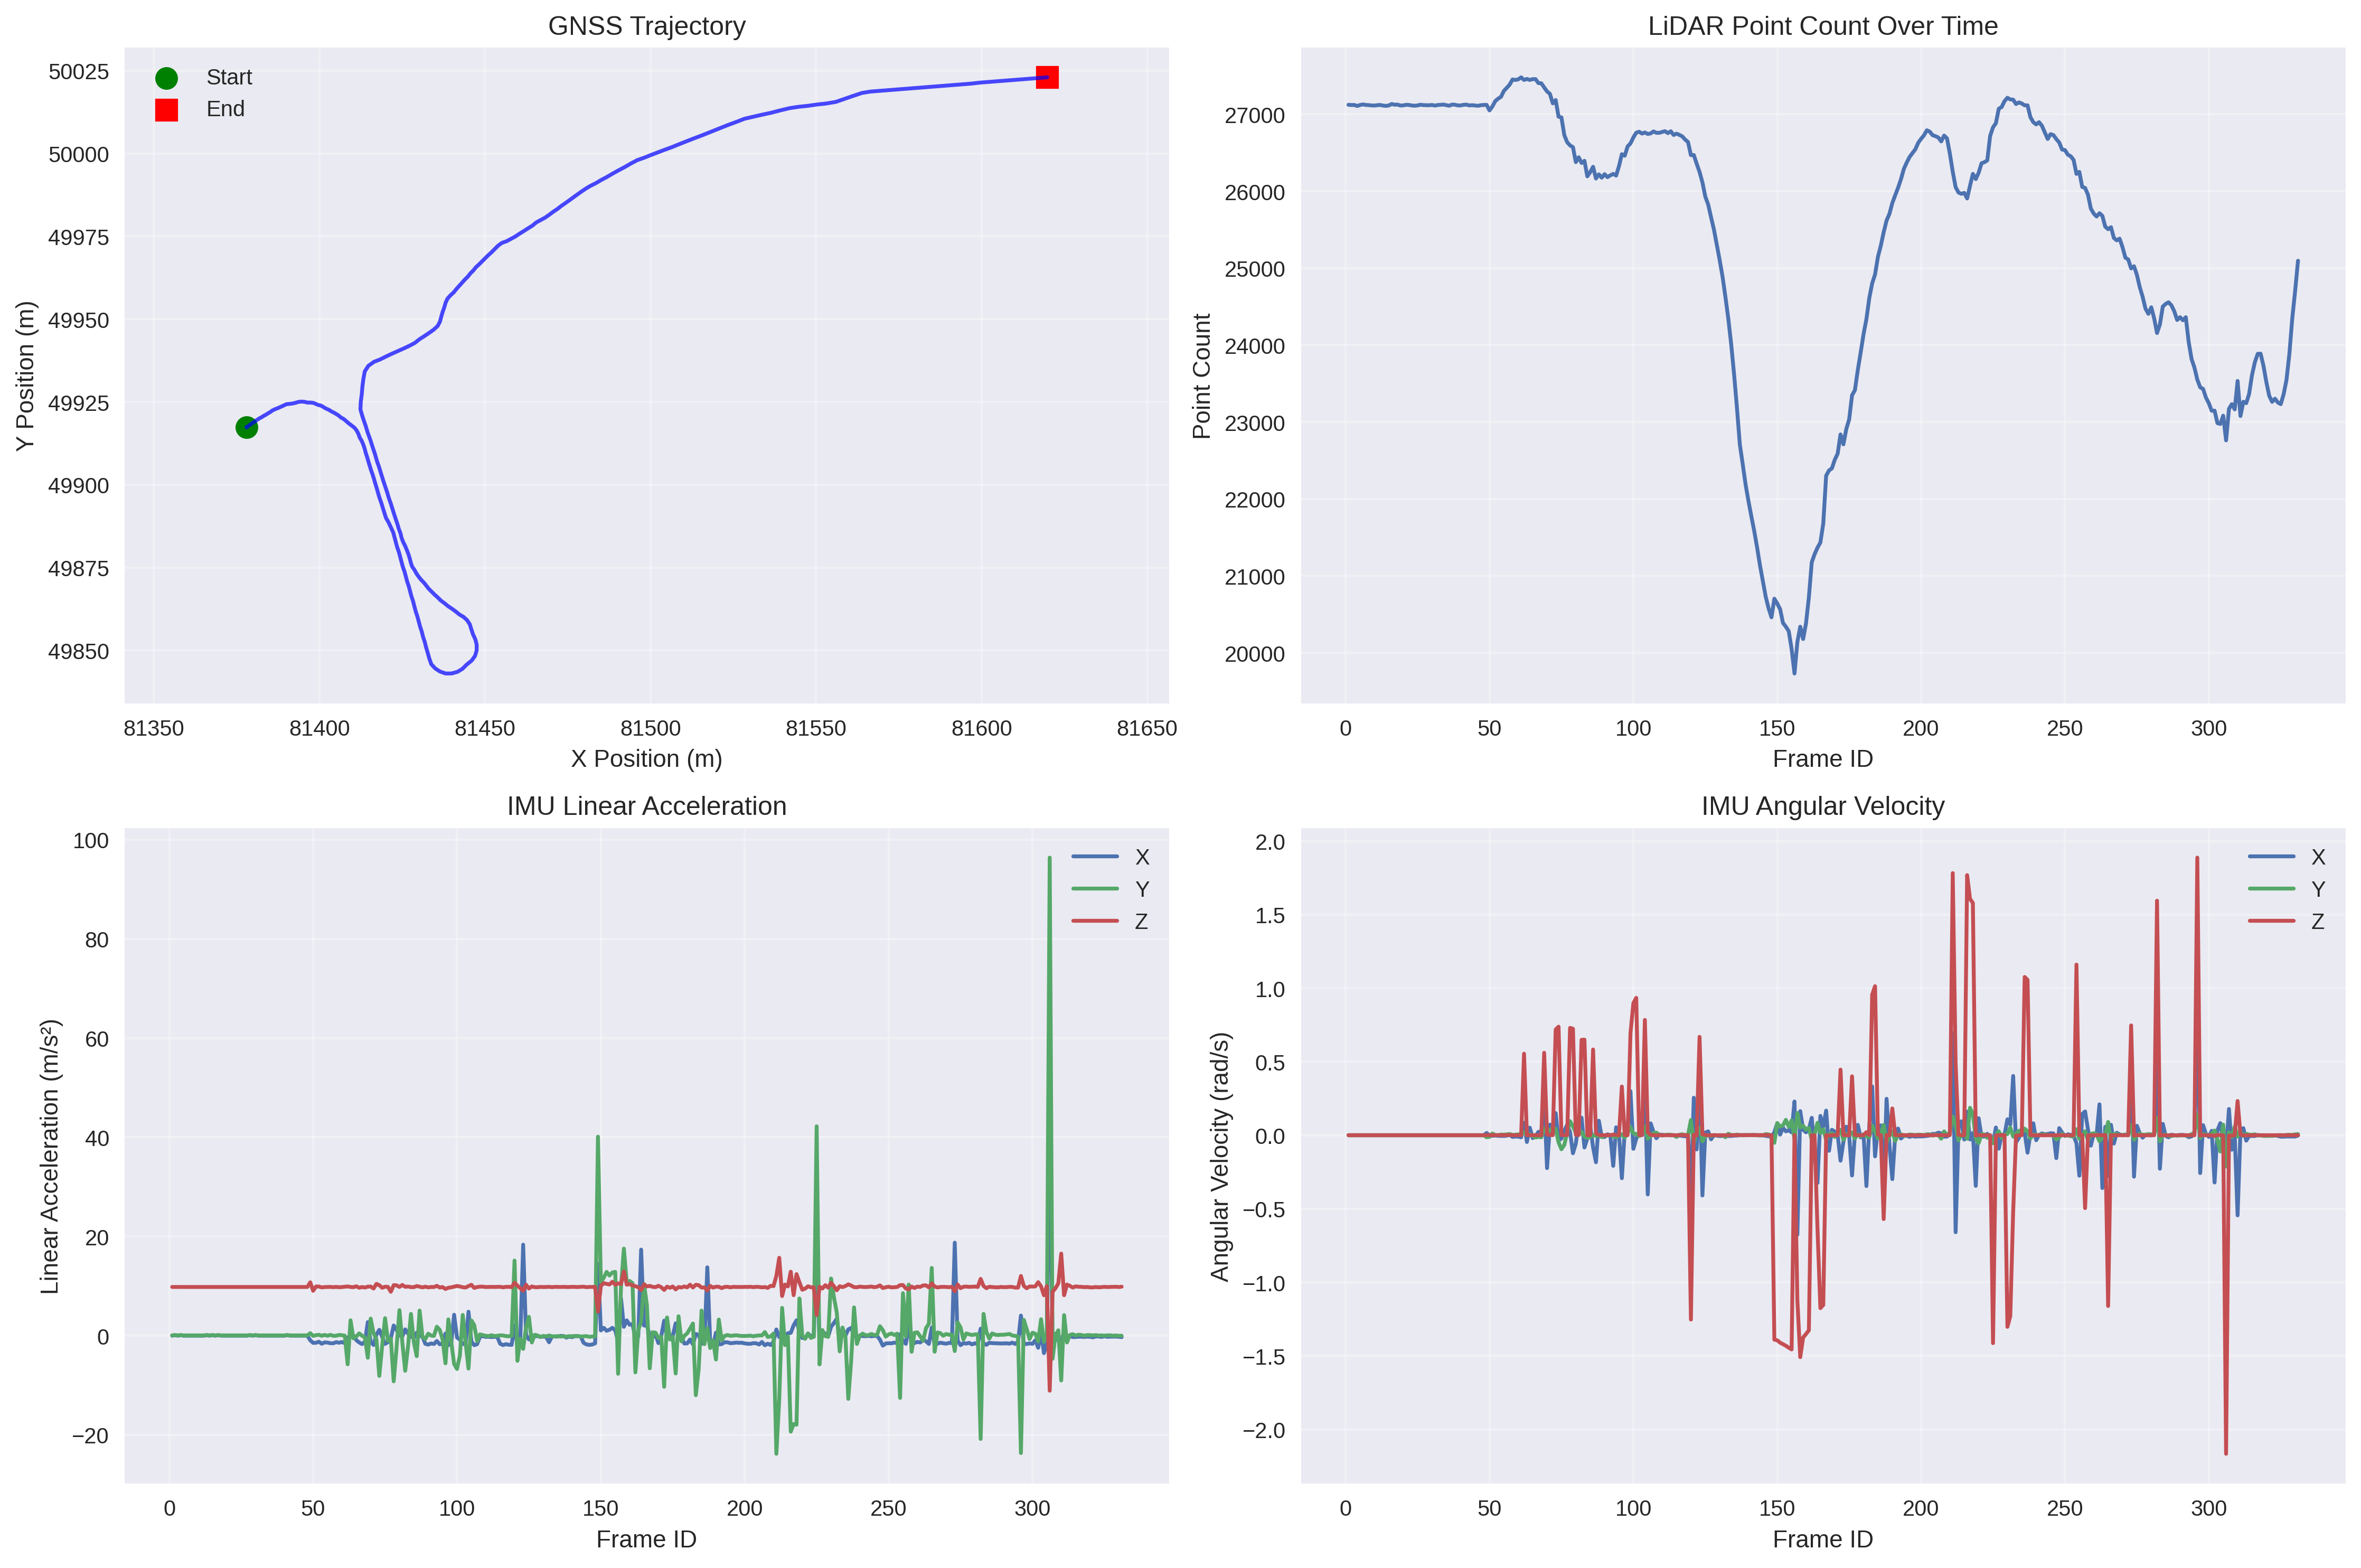 GNSS Trajectory
Start
End
50025
50000
49975
49950
49925
49900
49875
49850
Y Position (m)
81350 81400 81450 81500 81550 81600 81650
X Position (m)
LiDAR Point Count Over Time
27000
26000
25000
24000
23000
22000
21000
20000
Point Count
0 50 100 150 200 250 300
Frame ID
IMU Linear Acceleration
X
Y
Z
100
80
60
40
20
0
−20
Linear Acceleration (m/s²)
0 50 100 150 200 250 300
Frame ID
IMU Angular Velocity
X
Y
Z
2.0
1.5
1.0
0.5
0.0
−0.5
−1.0
−1.5
−2.0
Angular Velocity (rad/s)
0 50 100 150 200 250 300
Frame ID